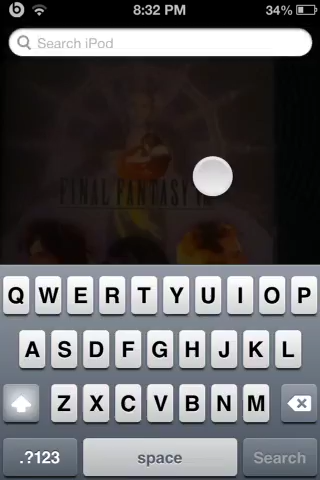 8:32 PM 34%
Search iPod
FINAL FANTASY
Q W E R T Y U I O P
A S D F G H J K L
Z X C V B N M
.?123 space Search